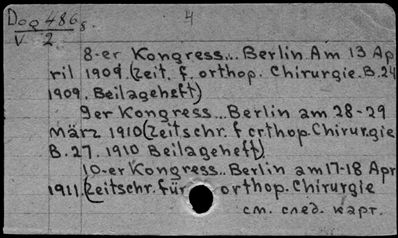 Doq 486 s. 4
V 2
8-er Kongress... Berlin Am 13 Ap
ril 1909. (Zeit. f. orthop. Chirurgie. B.24
1909. Beilageheft)
9er Kongress... Berlin am 28-29
März 1910 (Zeitschr. f orthop. Chirurgie
B. 27. 1910 Beilageheft)
10-er Kongress.. Berlin am 17-18 Apr
1911. (Zeitschr. für orthop. Chirurgie
см. след. карт.